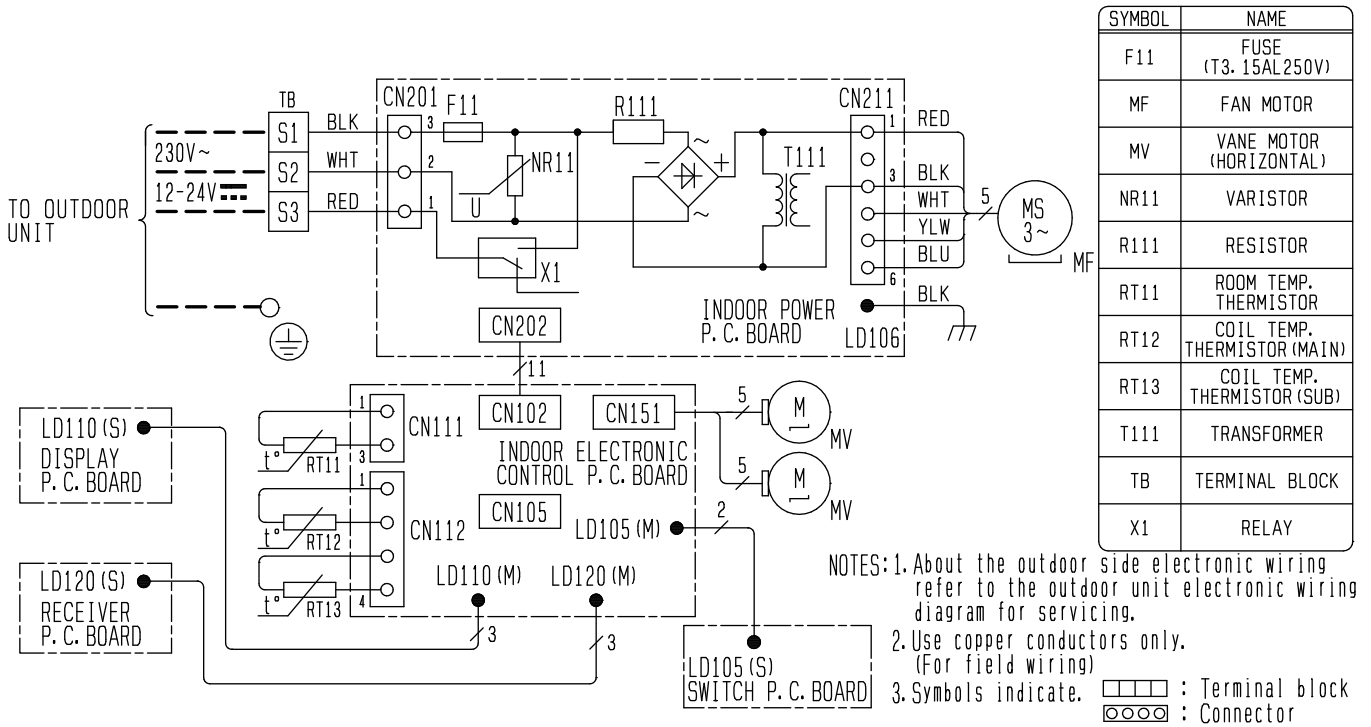 SYMBOL NAME
F11 FUSE (T3.15AL250V)
MF FAN MOTOR
MV VANE MOTOR (HORIZONTAL)
NR11 VARISTOR
R111 RESISTOR
RT11 ROOM TEMP. THERMISTOR
RT12 COIL TEMP. THERMISTOR (MAIN)
RT13 COIL TEMP. THERMISTOR (SUB)
T111 TRANSFORMER
TB TERMINAL BLOCK
X1 RELAY
TO OUTDOOR
UNIT
230V~
12-24V
TB
S1
S2
S3
BLK
WHT
RED
CN201
3
2
1
F11
NR11
U
X1
R111
~
-
+
~
T111
CN211
1
3
6
RED
BLK
WHT
YLW
BLU
BLK
5
MS
3~
MF
INDOOR POWER
P.C.BOARD
LD106
CN202
11
CN102
CN151
5
M
MV
5
M
MV
INDOOR ELECTRONIC
CONTROL P.C.BOARD
CN105
CN111
1
3
t°
RT11
CN112
1
4
t°
RT12
t°
RT13
LD105(M)
2
LD110(M)
LD120(M)
3
3
LD110(S)
DISPLAY
P.C.BOARD
LD120(S)
RECEIVER
P.C.BOARD
LD105(S)
SWITCH P.C.BOARD
NOTES:1.About the outdoor side electronic wiring
refer to the outdoor unit electronic wiring
diagram for servicing.
2.Use copper conductors only.
(For field wiring)
3.Symbols indicate. : Terminal block
: Connector